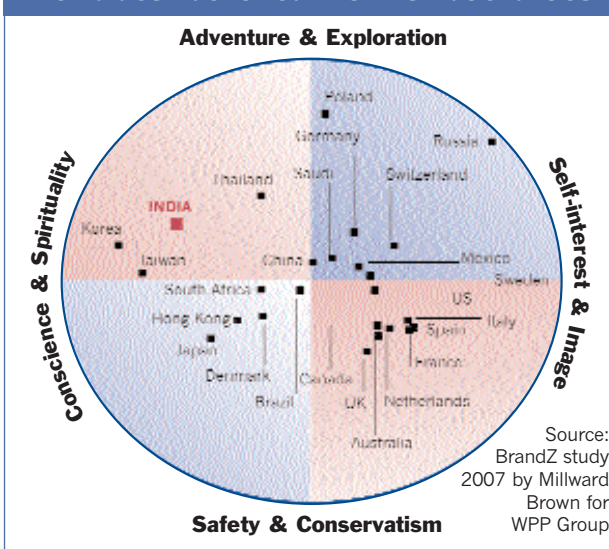 Adventure & Exploration
Poland
Germany
Russia
Thailand
Saudi
Switzerland
INDIA
Korea
Taiwan
China
Mexico
Sweden
South Africa
US
Hong Kong
Spain
Italy
Japan
France
Denmark
Canada
Brazil
UK
Netherlands
Australia
Conscience & Spirituality
Self-interest & Image
Safety & Conservatism
Source:
BrandZ study
2007 by Millward
Brown for
WPP Group